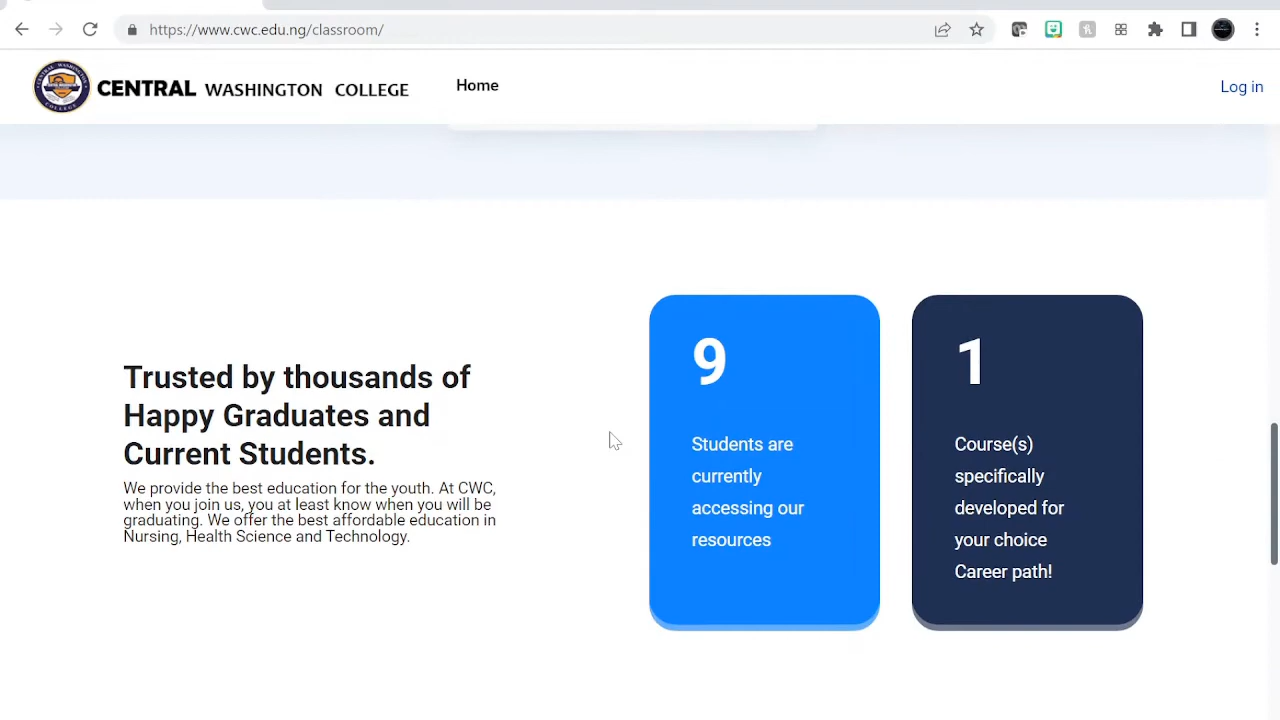 https://www.cwc.edu.ng/classroom/
CENTRAL WASHINGTON COLLEGE
Home
Log in
Trusted by thousands of
Happy Graduates and
Current Students.
We provide the best education for the youth. At CWC,
when you join us, you at least know when you will be
graduating. We offer the best affordable education in
Nursing, Health Science and Technology.
9
Students are
currently
accessing our
resources
1
Course(s)
specifically
developed for
your choice
Career path!